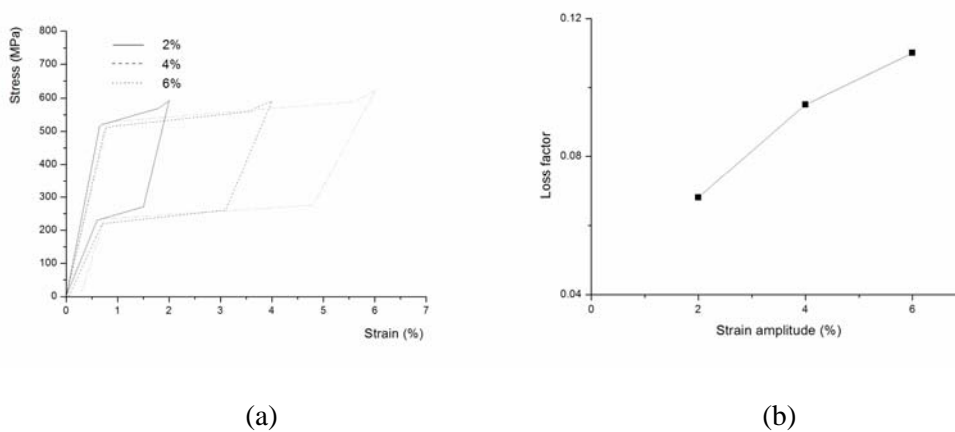 800
700
600
500
400
300
200
100
0
Stress (MPa)
2%
4%
6%
0 1 2 3 4 5 6 7
Strain (%)
0.12
0.08
0.04
Loss factor
0 2 4 6
Strain amplitude (%)
(a) (b)